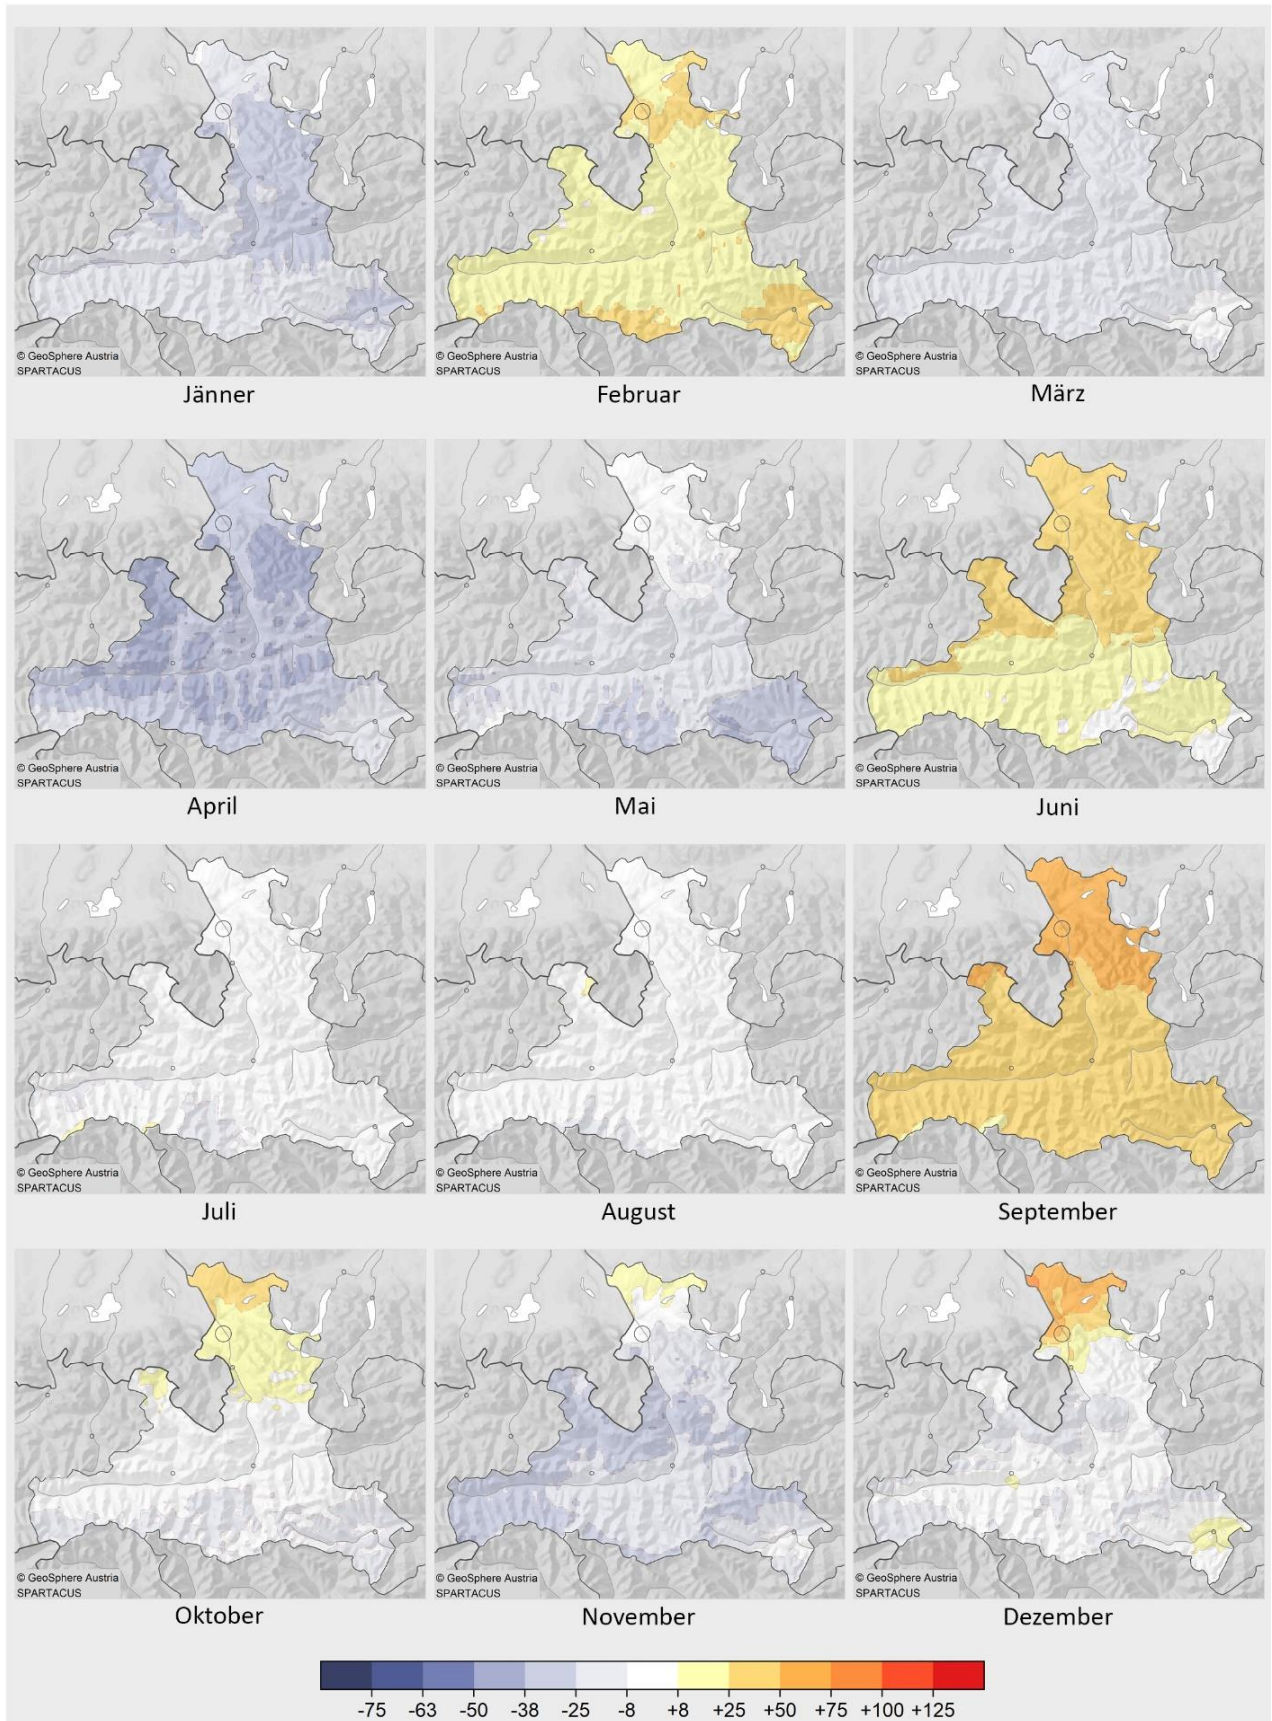 © GeoSphere Austria
SPARTACUS
Jänner
© GeoSphere Austria
SPARTACUS
Februar
© GeoSphere Austria
SPARTACUS
März
© GeoSphere Austria
SPARTACUS
April
© GeoSphere Austria
SPARTACUS
Mai
© GeoSphere Austria
SPARTACUS
Juni
© GeoSphere Austria
SPARTACUS
Juli
© GeoSphere Austria
SPARTACUS
August
© GeoSphere Austria
SPARTACUS
September
© GeoSphere Austria
SPARTACUS
Oktober
© GeoSphere Austria
SPARTACUS
November
© GeoSphere Austria
SPARTACUS
Dezember
-75 -63 -50 -38 -25 -8 +8 +25 +50 +75 +100 +125